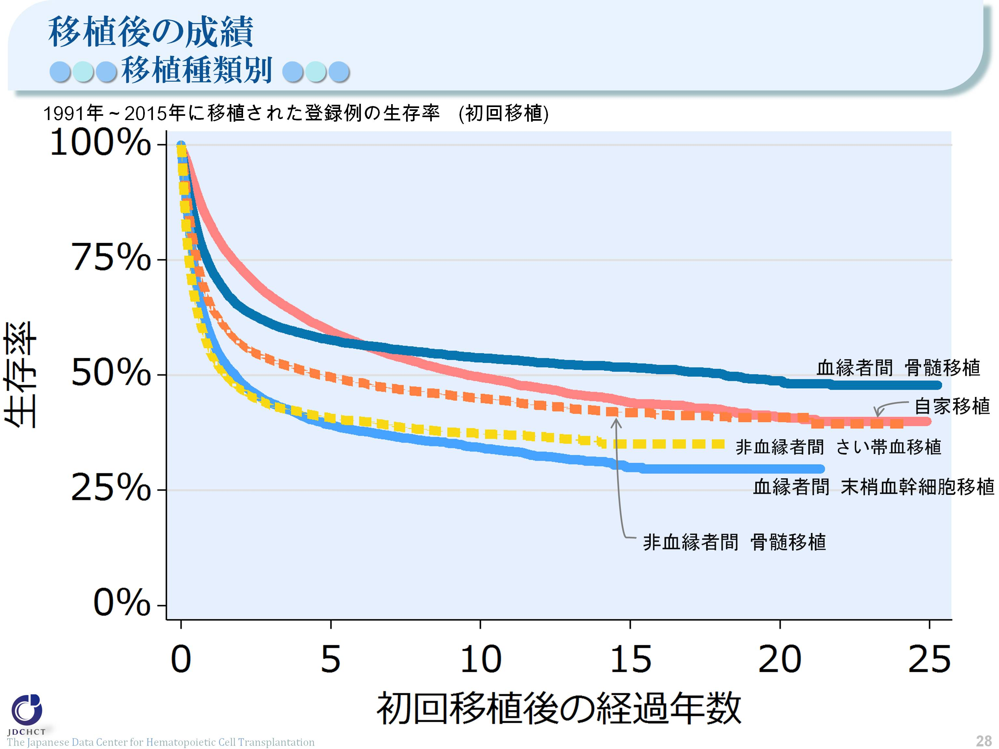 移植後の成績
移植種類別
1991年～2015年に移植された登録例の生存率 (初回移植)
100%
75%
50%
25%
0%
生存率
血縁者間 骨髄移植
自家移植
非血縁者間 さい帯血移植
血縁者間 末梢血幹細胞移植
非血縁者間 骨髄移植
0 5 10 15 20 25
初回移植後の経過年数
JDCHCT
The Japanese Data Center for Hematopoietic Cell Transplantation
28